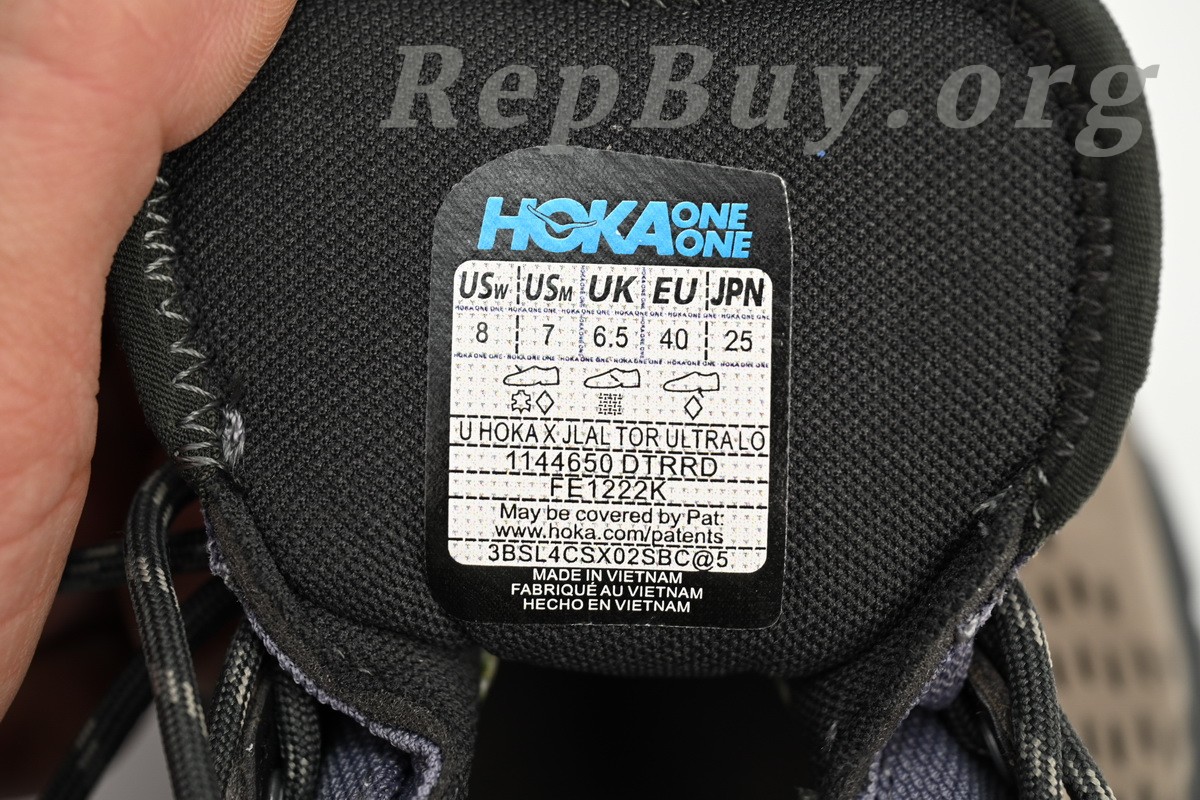 RepBuy.org
HOKA ONE ONE
USW USM UK EU JPN
8 7 6.5 40 25
U HOKA X JLAL TOR ULTRA LO
1144650 DTRRD
FE1222K
May be covered by Pat:
www.hoka.com/patents
3BSL4CSX02SBC@5
MADE IN VIETNAM
FABRIQUÉ AU VIETNAM
HECHO EN VIETNAM